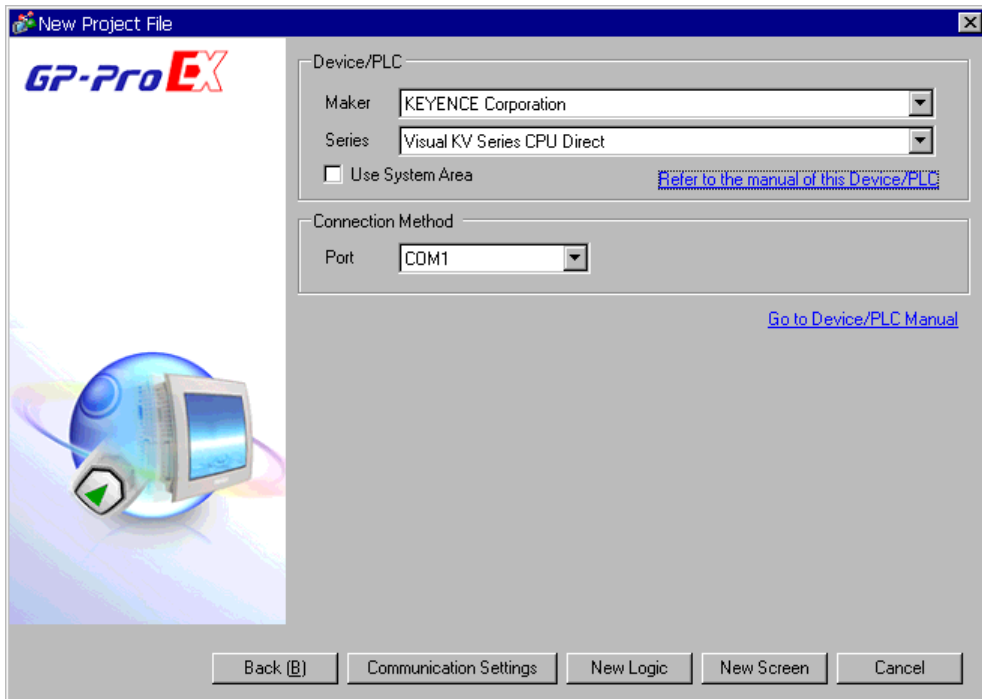 New Project File
GP-Pro EX
Device/PLC
Maker KEYENCE Corporation
Series Visual KV Series CPU Direct
Use System Area Refer to the manual of this Device/PLC
Connection Method
Port COM1
Go to Device/PLC Manual
Back (B) Communication Settings New Logic New Screen Cancel